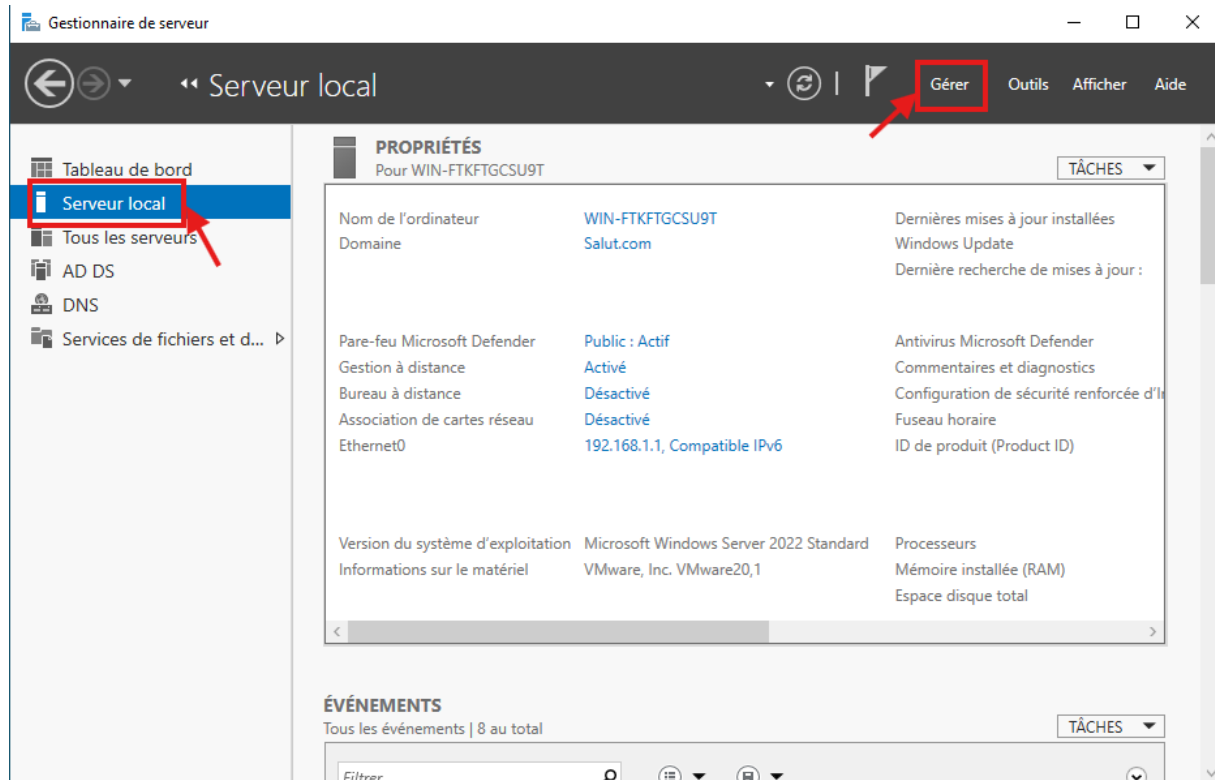 Gestionnaire de serveur
Serveur local
Gérer Outils Afficher Aide
Tableau de bord
Serveur local
Tous les serveurs
AD DS
DNS
Services de fichiers et d...
PROPRIÉTÉS
Pour WIN-FTKFTGCSU9T
TÂCHES
Nom de l'ordinateur WIN-FTKFTGCSU9T Dernières mises à jour installées
Domaine Salut.com Windows Update
Dernière recherche de mises à jour :
Pare-feu Microsoft Defender Public : Actif Antivirus Microsoft Defender
Gestion à distance Activé Commentaires et diagnostics
Bureau à distance Désactivé Configuration de sécurité renforcée d'I
Association de cartes réseau Désactivé Fuseau horaire
Ethernet0 192.168.1.1, Compatible IPv6 ID de produit (Product ID)
Version du système d'exploitation Microsoft Windows Server 2022 Standard Processeurs
Informations sur le matériel VMware, Inc. VMware20,1 Mémoire installée (RAM)
Espace disque total
ÉVÉNEMENTS
Tous les événements | 8 au total
TÂCHES
Filtrer